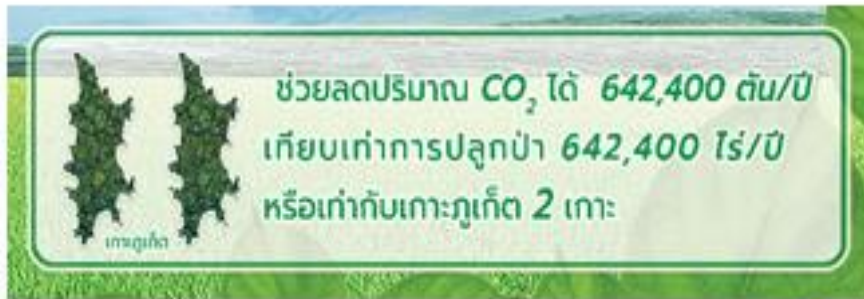 ช่วยลดปริมาณ CO₂ ได้ 642,400 ตัน/ปี
เทียบเท่าการปลูกป่า 642,400 ไร่/ปี
หรือเท่ากับเกาะภูเก็ต 2 เกาะ
เกาะภูเก็ต